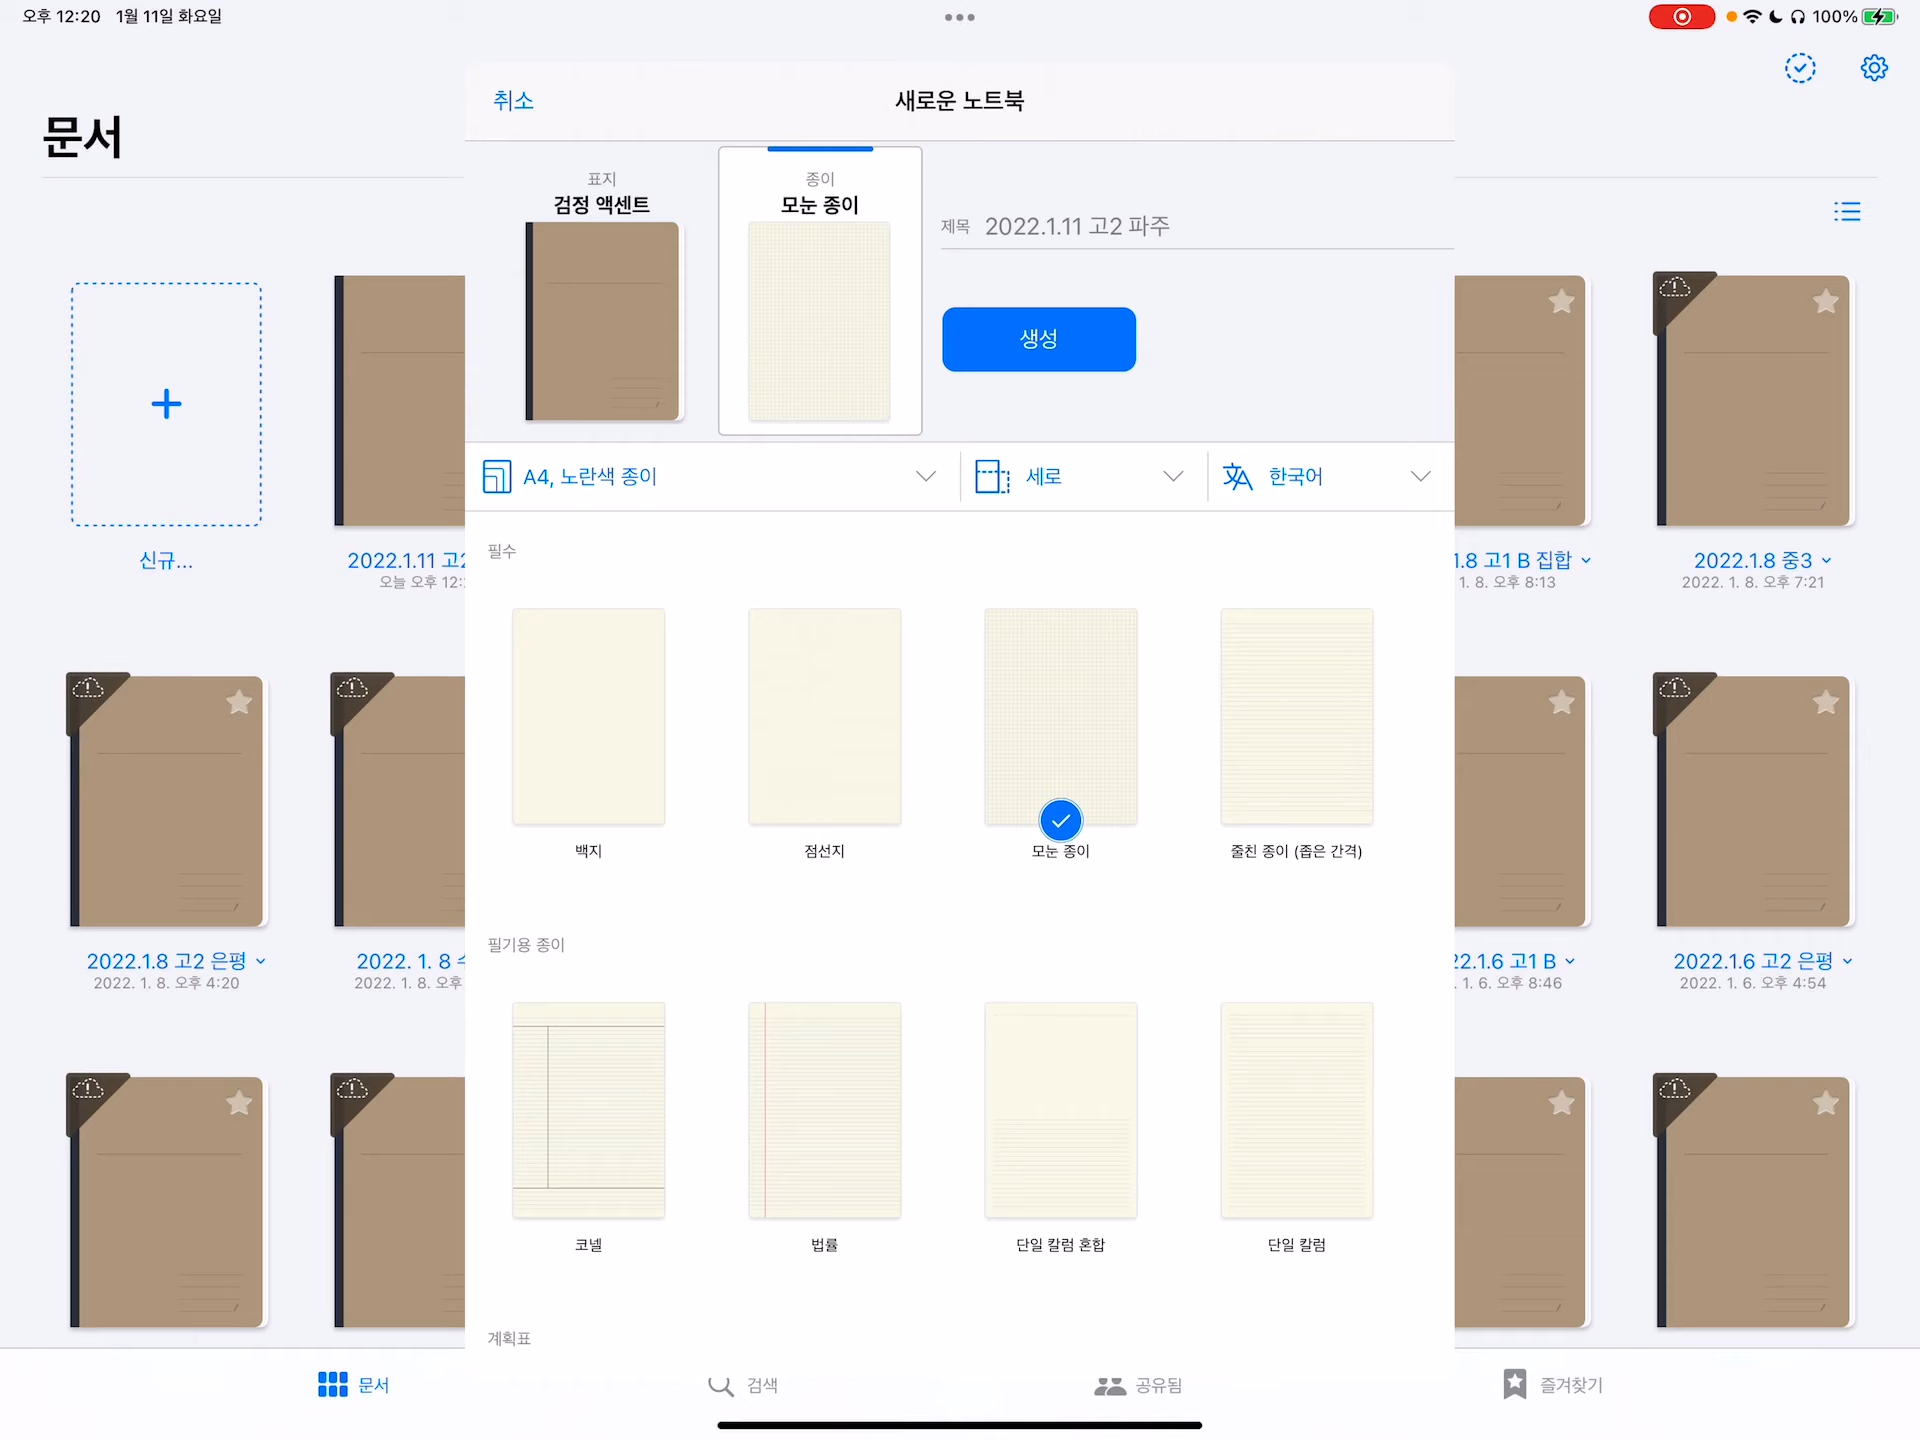 오후 12:20 1월 11일 화요일
100%
문서
취소
새로운 노트북
표지
검정 액센트
종이
모눈 종이
제목 2022.1.11 고2 파주
생성
A4, 노란색 종이
세로
한국어
신규...
2022.1.11 고2
오늘 오후 12:
1.8 고1 B 집합
1. 8. 오후 8:13
2022.1.8 중3
2022. 1. 8. 오후 7:21
필수
백지
점선지
모눈 종이
줄친 종이 (좁은 간격)
필기용 종이
2022.1.8 고2 은평
2022. 1. 8. 오후 4:20
2022. 1. 8
2022. 1. 8. 오후
22.1.6 고1 B
. 1. 6. 오후 8:46
2022.1.6 고2 은평
2022. 1. 6. 오후 4:54
코넬
법률
단일 칼럼 혼합
단일 칼럼
계획표
문서
검색
공유됨
즐겨찾기